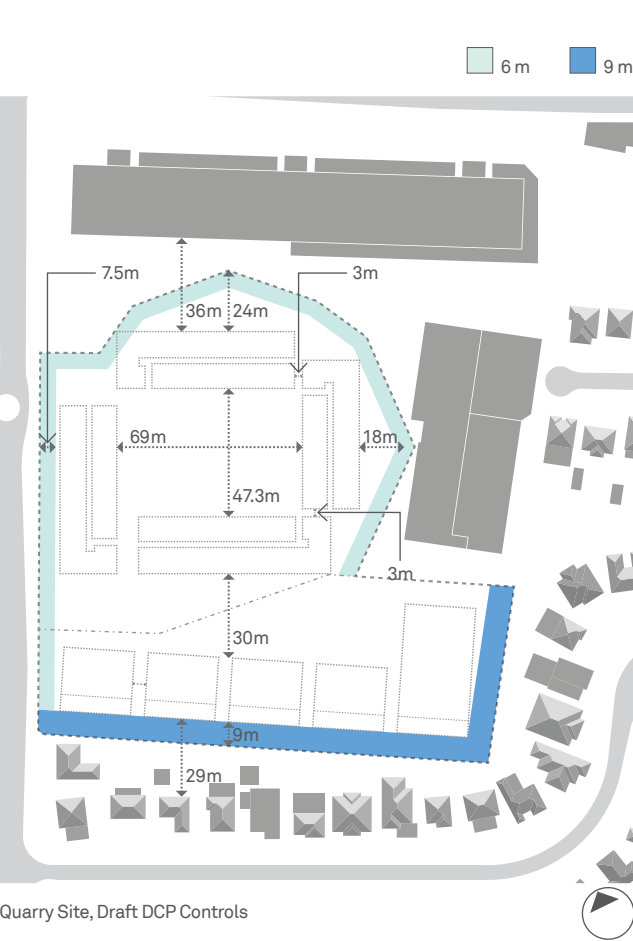 6 m
9 m
7.5m
3m
36m
24m
69m
18m
47.3m
3m
30m
9m
29m
Quarry Site, Draft DCP Controls